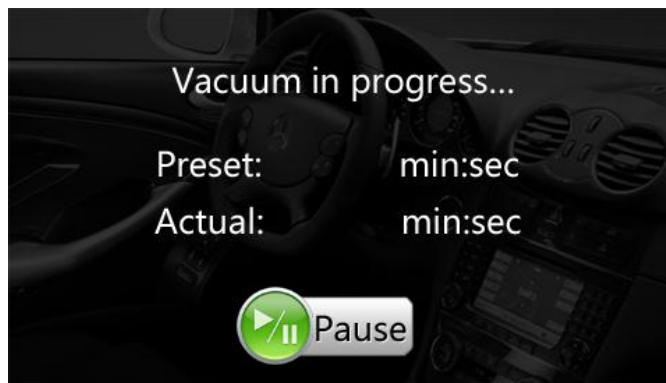 Vacuum in progress...
Preset: min:sec
Actual: min:sec
Pause